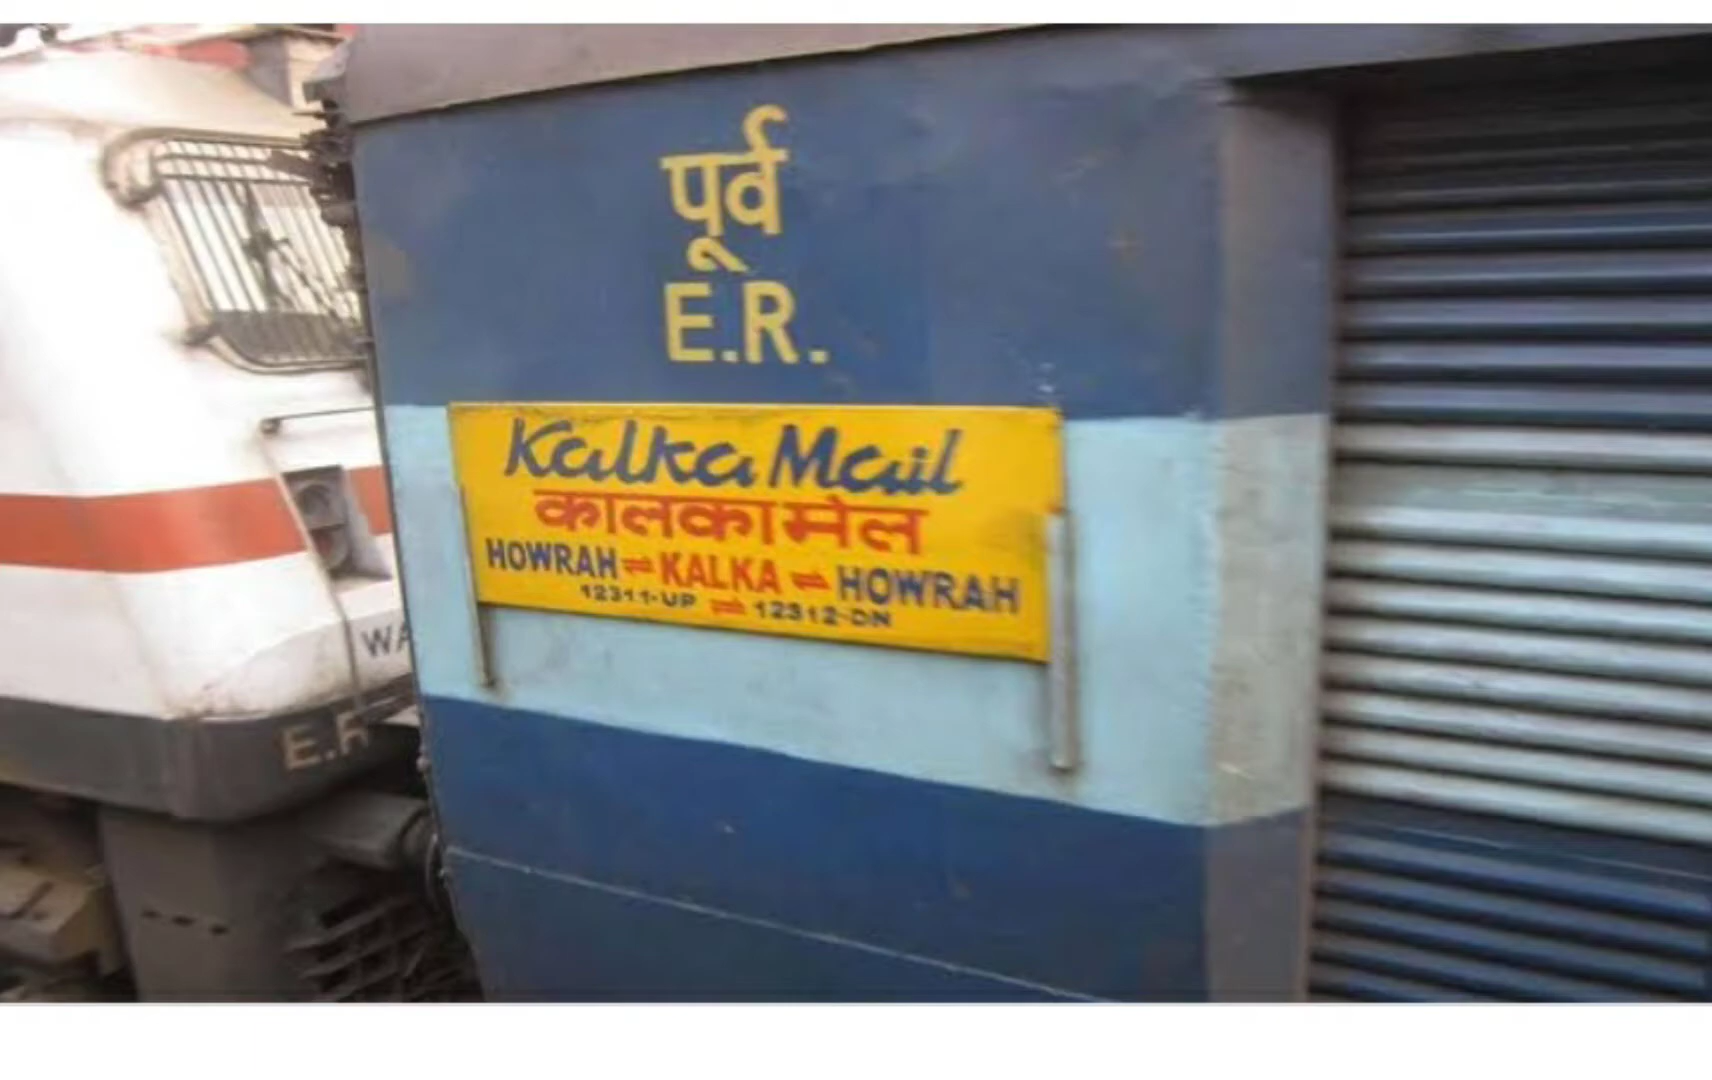 पूर्व
E.R.
Kalka Mail
कालका मेल
HOWRAH ⇌ KALKA ⇌ HOWRAH
12311-UP ⇌ 12312-DN
E.R